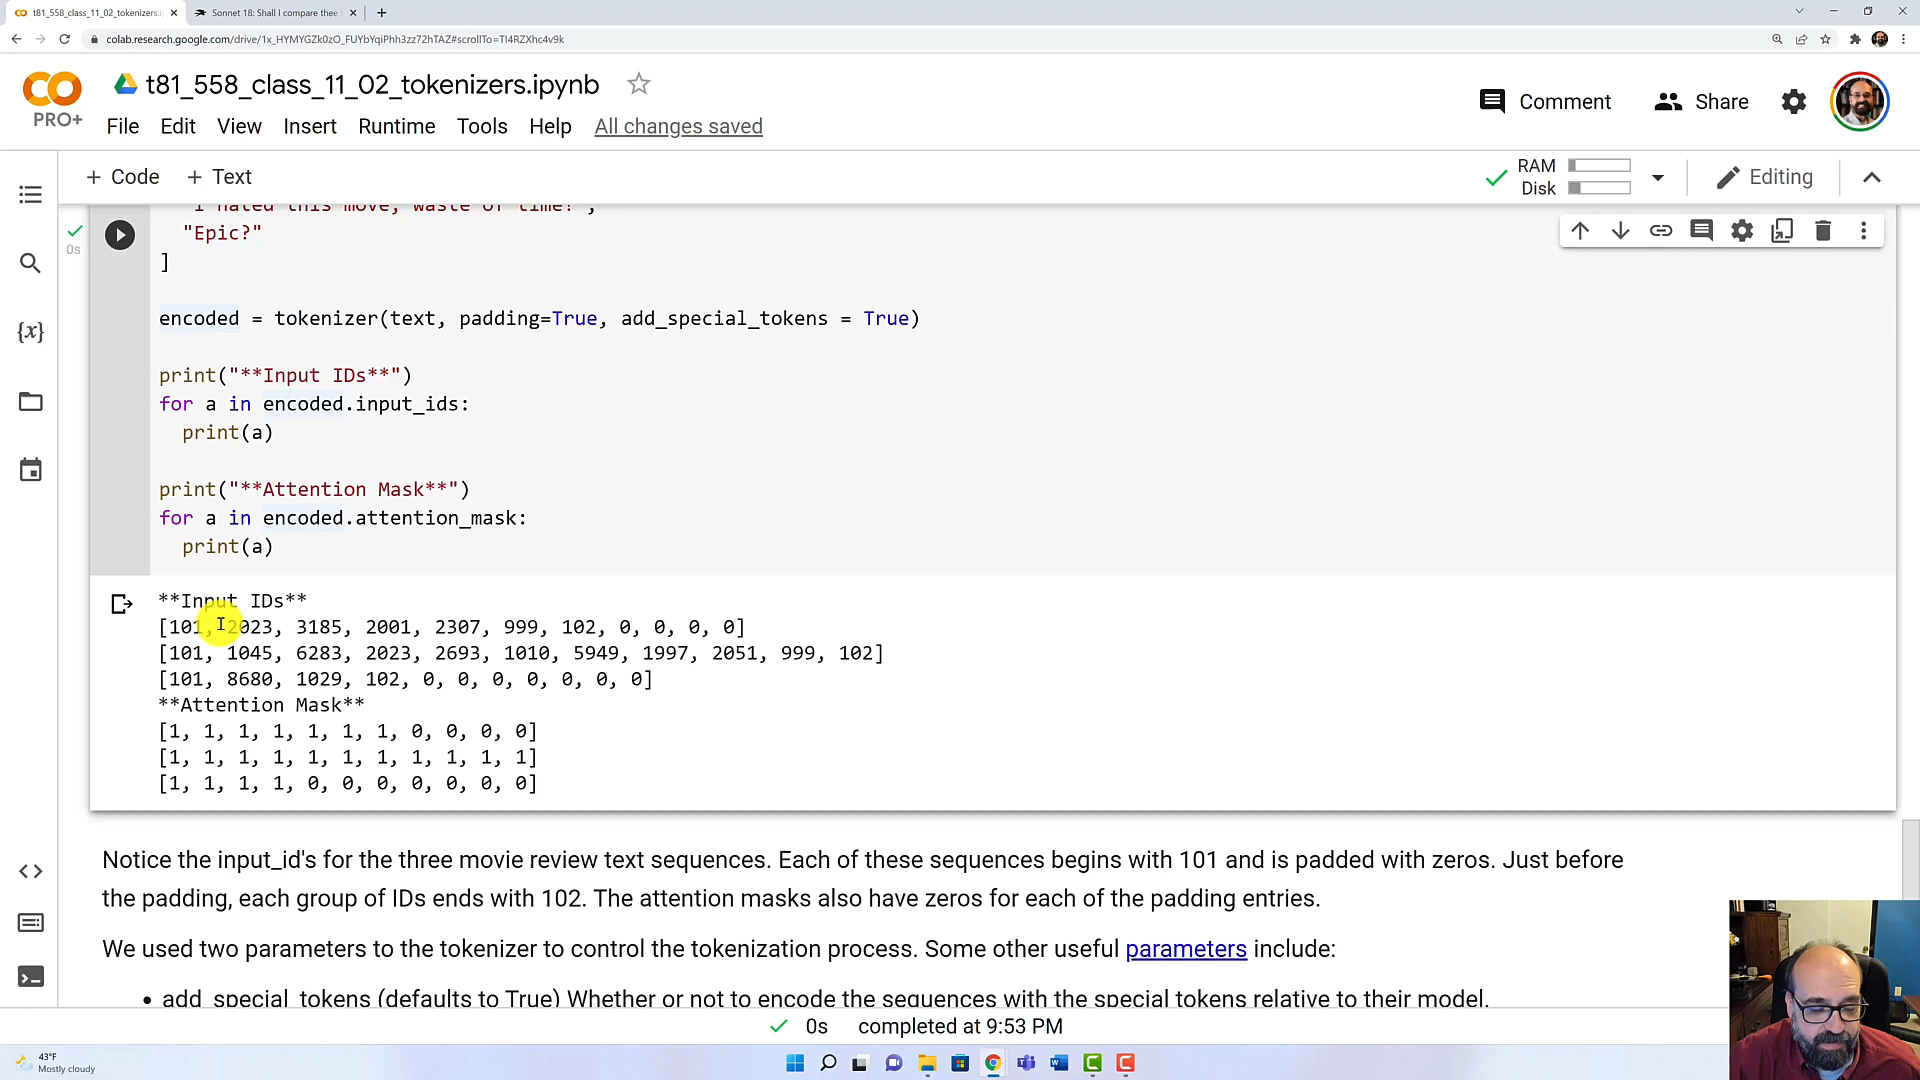 t81_558_class_11_02_tokenizers.i
Sonnet 18: Shall I compare thee
colab.research.google.com/drive/1x_HYMYGZk0zO_FUYbYqiPhh3zz72hTAZ#scrollTo=TI4RZXhc4v9k
CO
PRO+
t81_558_class_11_02_tokenizers.ipynb
File Edit View Insert Runtime Tools Help All changes saved
Comment
Share
+ Code + Text
RAM
Disk
Editing
"I hated this move, waste of time!",
0s
"Epic?"
]
encoded = tokenizer(text, padding=True, add_special_tokens = True)
print("**Input IDs**")
for a in encoded.input_ids:
print(a)
print("**Attention Mask**")
for a in encoded.attention_mask:
print(a)
**Input IDs**
[101, 2023, 3185, 2001, 2307, 999, 102, 0, 0, 0, 0]
[101, 1045, 6283, 2023, 2693, 1010, 5949, 1997, 2051, 999, 102]
[101, 8680, 1029, 102, 0, 0, 0, 0, 0, 0, 0]
**Attention Mask**
[1, 1, 1, 1, 1, 1, 1, 0, 0, 0, 0]
[1, 1, 1, 1, 1, 1, 1, 1, 1, 1, 1]
[1, 1, 1, 1, 0, 0, 0, 0, 0, 0, 0]
Notice the input_id's for the three movie review text sequences. Each of these sequences begins with 101 and is padded with zeros. Just before
the padding, each group of IDs ends with 102. The attention masks also have zeros for each of the padding entries.
We used two parameters to the tokenizer to control the tokenization process. Some other useful parameters include:
• add_special_tokens (defaults to True) Whether or not to encode the sequences with the special tokens relative to their model.
0s completed at 9:53 PM
43°F
Mostly cloudy